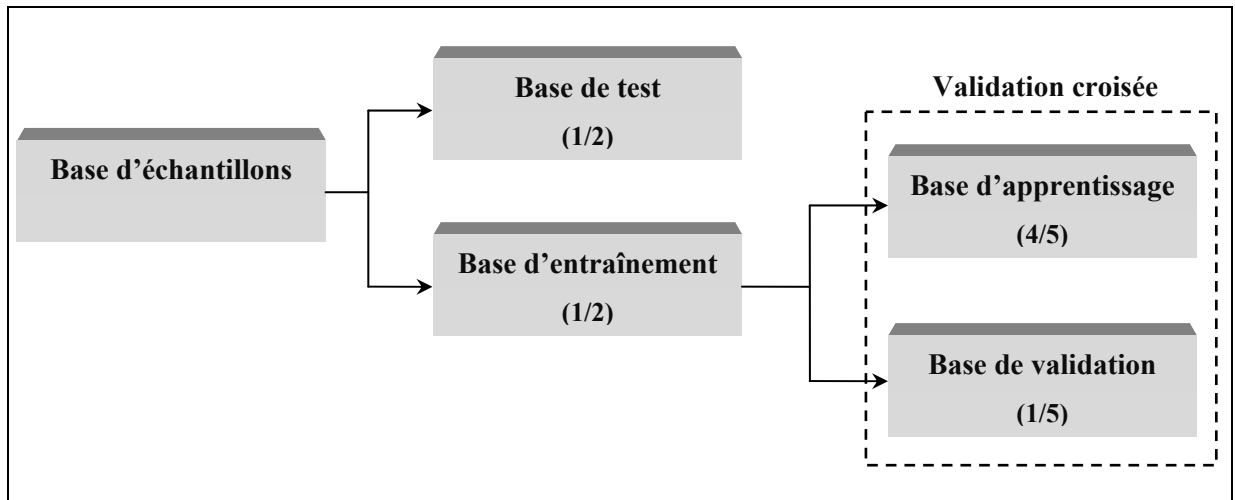 Base d’échantillons
Base de test
(1/2)
Base d’entraînement
(1/2)
Validation croisée
Base d’apprentissage
(4/5)
Base de validation
(1/5)